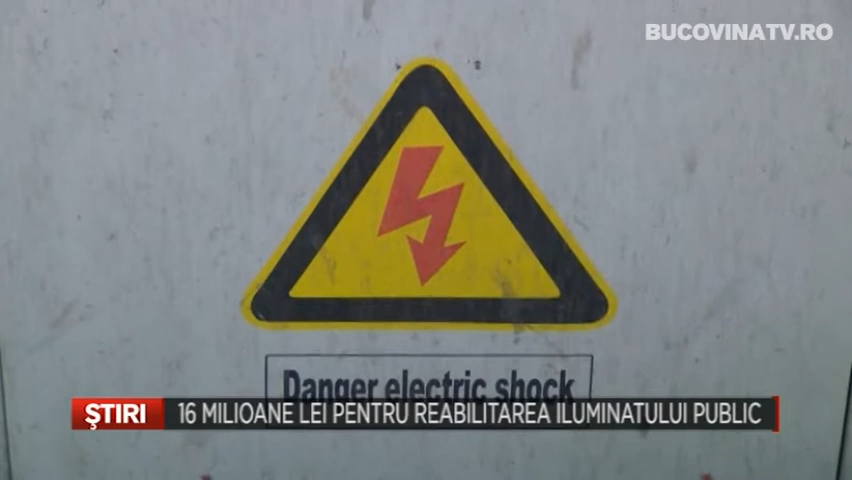 BUCOVINATV.RO
Danger electric shock
ŞTIRI
16 MILIOANE LEI PENTRU REABILITAREA ILUMINATULUI PUBLIC